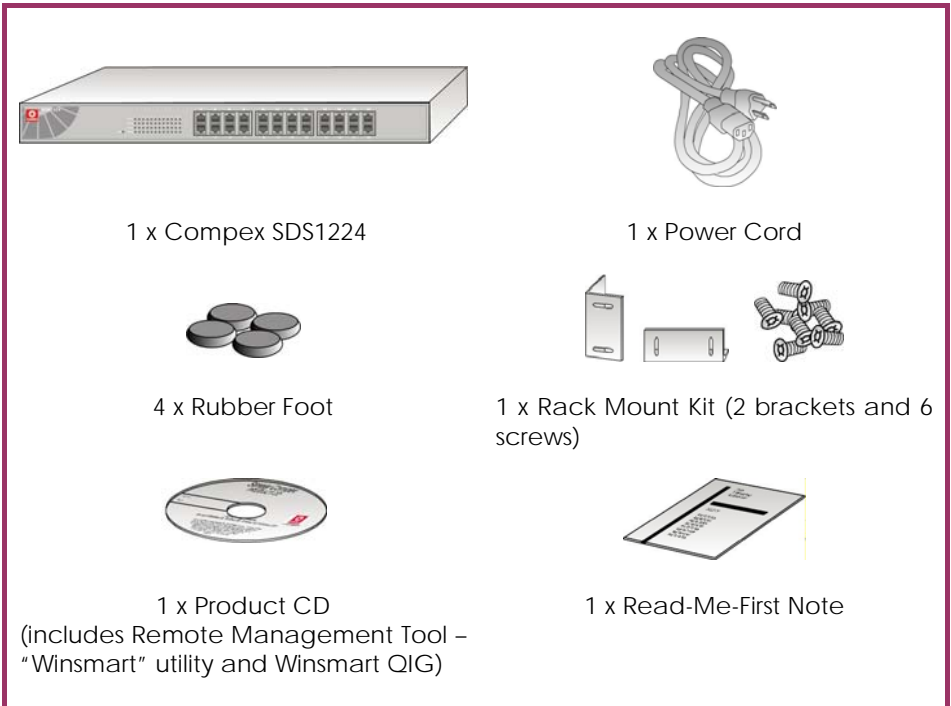 1 x Compex SDS1224
1 x Power Cord
4 x Rubber Foot
1 x Rack Mount Kit (2 brackets and 6
screws)
1 x Product CD
(includes Remote Management Tool –
“Winsmart” utility and Winsmart QIG)
1 x Read-Me-First Note